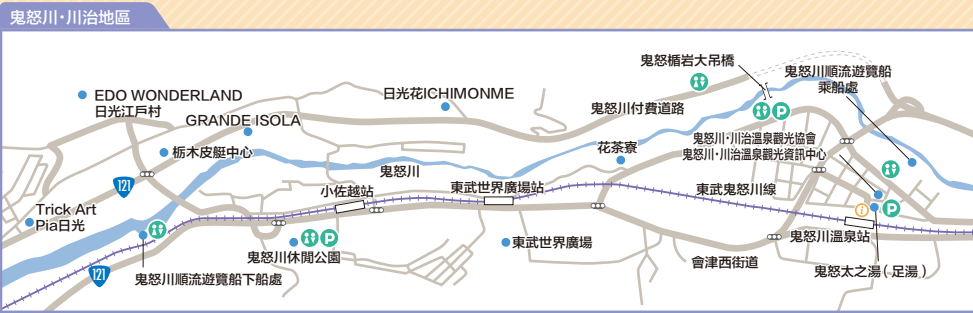 鬼怒川・川治地區
鬼怒楯岩大吊橋
鬼怒川順流遊覽船
乘船處
EDO WONDERLAND
日光江戶村
日光花ICHIMONME
鬼怒川付費道路
P
GRANDE ISOLA
栃木皮艇中心
花茶寮
鬼怒川・川治溫泉觀光協會
鬼怒川・川治溫泉觀光資訊中心
鬼怒川
121
小佐越站
東武世界廣場站
東武鬼怒川線
Trick Art
Pia日光
i
P
鬼怒川休閒公園
P
東武世界廣場
鬼怒川溫泉站
會津西街道
121
鬼怒川順流遊覽船下船處
鬼怒太之湯(足湯)